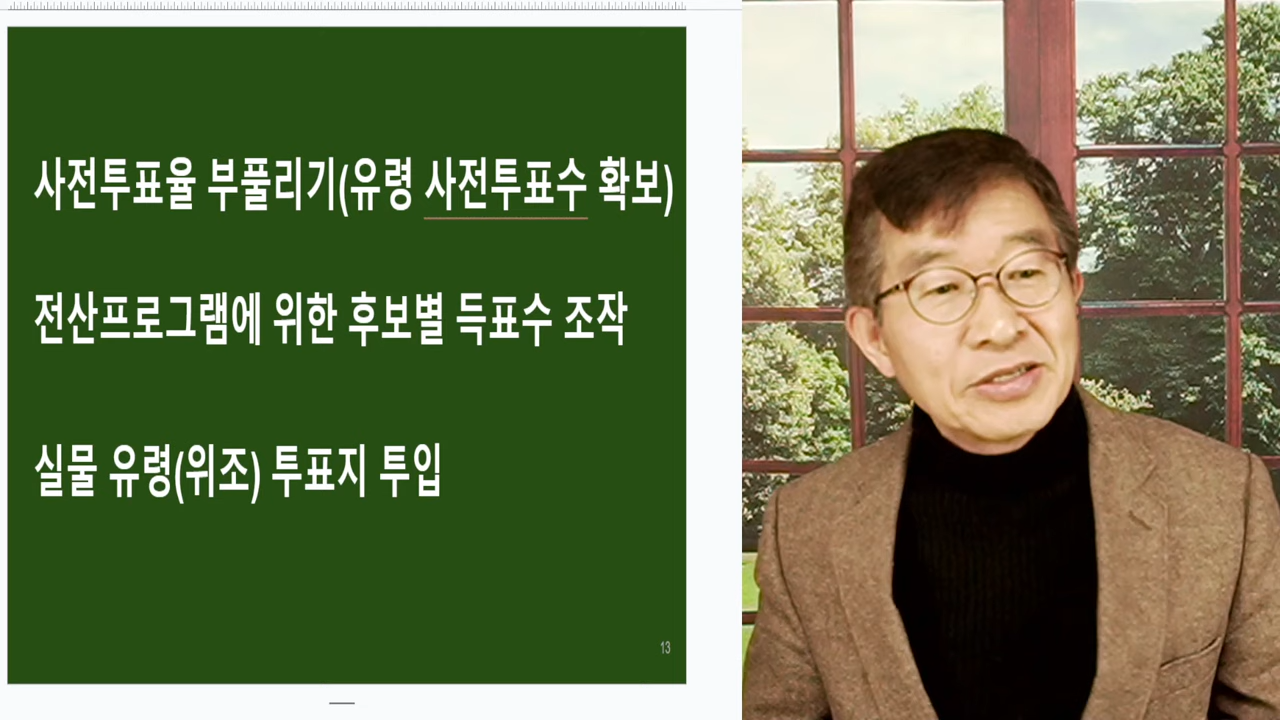 사전투표율 부풀리기(유령 사전투표수 확보)
전산프로그램에 위한 후보별 득표수 조작
실물 유령(위조) 투표지 투입
13